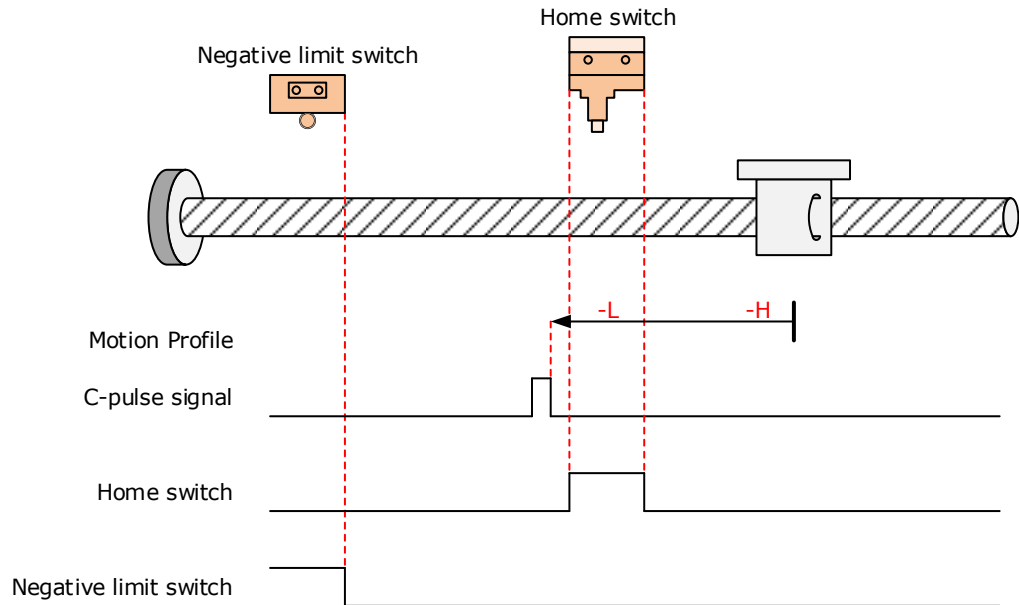 Home switch
Negative limit switch
-L
-H
Motion Profile
C-pulse signal
Home switch
Negative limit switch